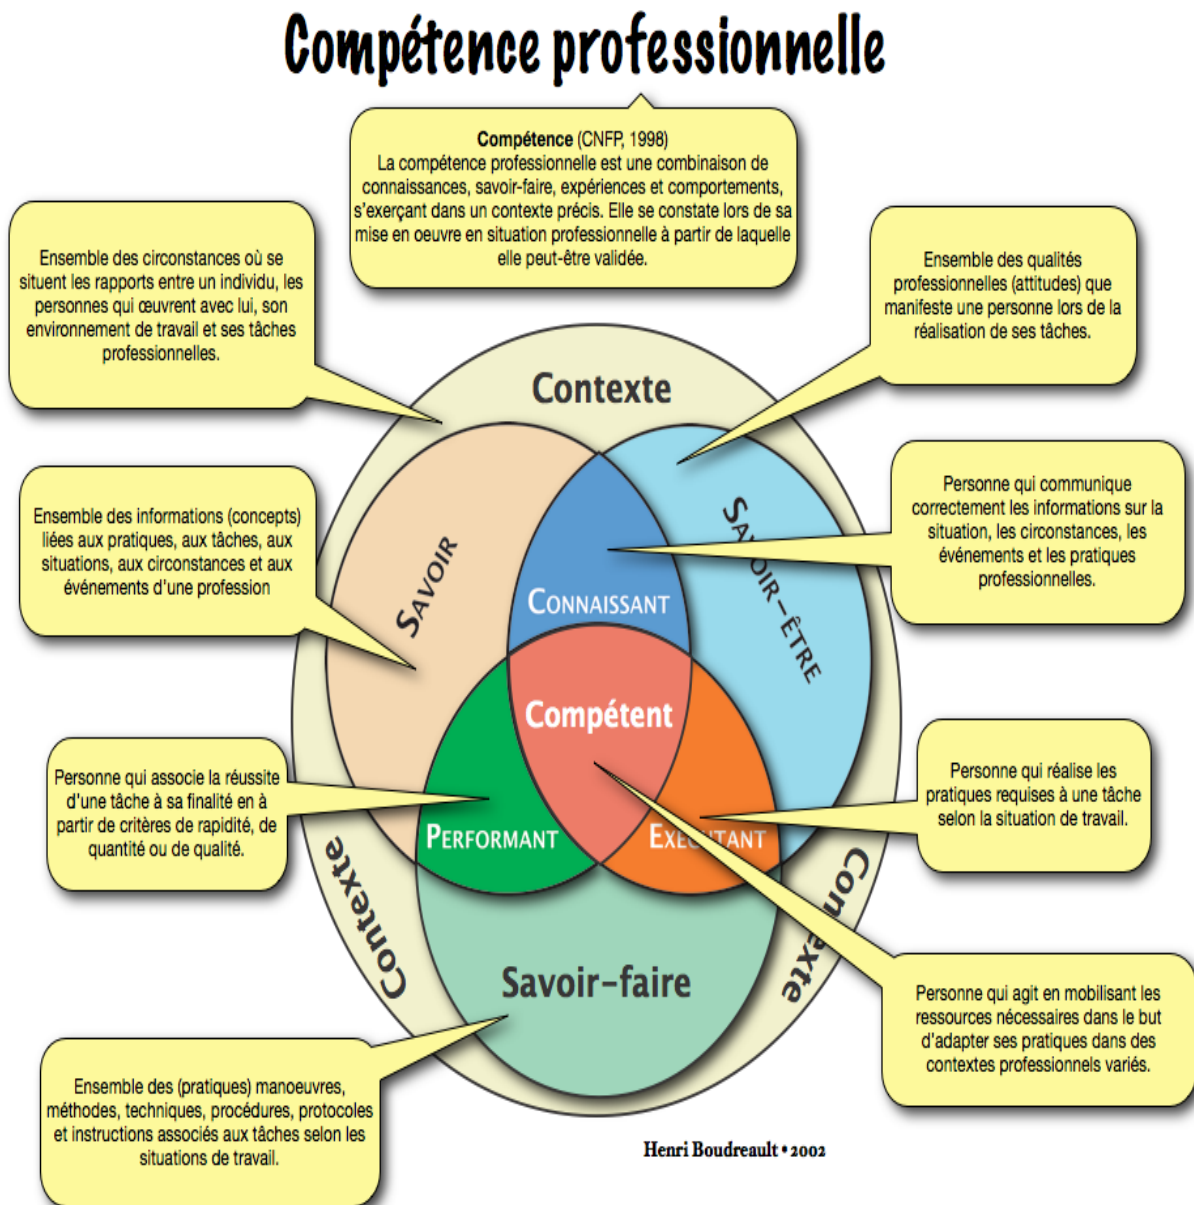 Compétence professionnelle
Compétence (CNFP, 1998)
La compétence professionnelle est une combinaison de
connaissances, savoir-faire, expériences et comportements,
s'exerçant dans un contexte précis. Elle se constate lors de sa
mise en oeuvre en situation professionnelle à partir de laquelle
elle peut-être validée.
Ensemble des circonstances où se
situent les rapports entre un individu, les
personnes qui œuvrent avec lui, son
environnement de travail et ses tâches
professionnelles.
Ensemble des qualités
professionnelles (attitudes) que
manifeste une personne lors de la
réalisation de ses tâches.
Contexte
Ensemble des informations (concepts)
liées aux pratiques, aux tâches, aux
situations, aux circonstances et aux
événements d'une profession
Personne qui communique
correctement les informations sur la
situation, les circonstances, les
événements et les pratiques
professionnelles.
SAVOIR
SAVOIR-ÊTRE
CONNAISSANT
Compétent
Personne qui associe la réussite
d'une tâche à sa finalité en à
partir de critères de rapidité, de
quantité ou de qualité.
Personne qui réalise les
pratiques requises à une tâche
selon la situation de travail.
PERFORMANT
EXÉCUTANT
Contexte
Contexte
Savoir-faire
Personne qui agit en mobilisant les
ressources nécessaires dans le but
d'adapter ses pratiques dans des
contextes professionnels variés.
Ensemble des (pratiques) manoeuvres,
méthodes, techniques, procédures, protocoles
et instructions associés aux tâches selon les
situations de travail.
Henri Boudreault • 2002